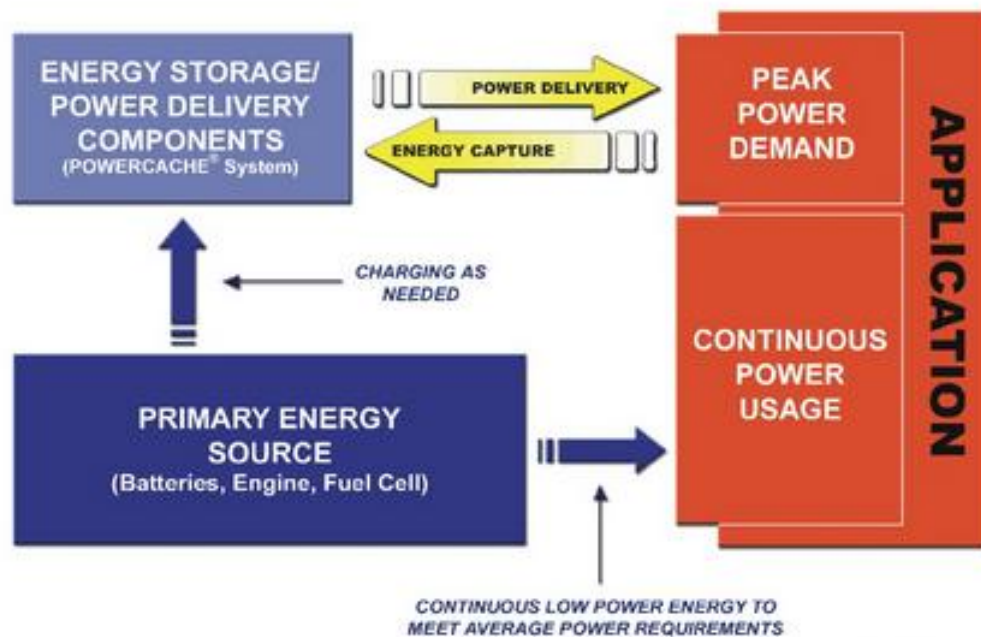 ENERGY STORAGE/
POWER DELIVERY
COMPONENTS
(POWERCACHE® System)
POWER DELIVERY
ENERGY CAPTURE
PEAK
POWER
DEMAND
APPLICATION
CHARGING AS
NEEDED
CONTINUOUS
POWER
USAGE
PRIMARY ENERGY
SOURCE
(Batteries, Engine, Fuel Cell)
CONTINUOUS LOW POWER ENERGY TO
MEET AVERAGE POWER REQUIREMENTS